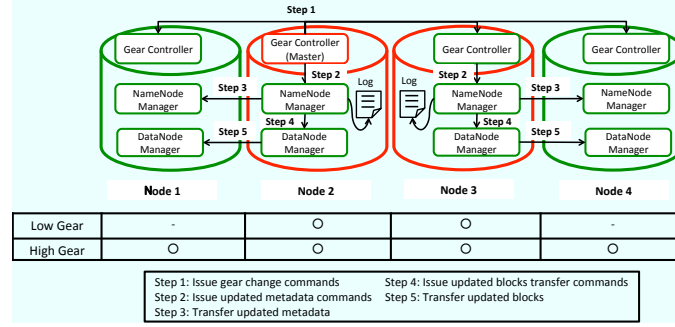 Step 1
Gear Controller
Gear Controller
(Master)
Gear Controller
Gear Controller
Step 2
Log
Log
Step 2
Step 3
Step 3
NameNode
Manager
NameNode
Manager
NameNode
Manager
NameNode
Manager
Step 4
Step 4
Step 5
Step 5
DataNode
Manager
DataNode
Manager
DataNode
Manager
DataNode
Manager
Node 1
Node 2
Node 3
Node 4
Low Gear - O O -
High Gear O O O O
Step 1: Issue gear change commands
Step 2: Issue updated metadata commands
Step 3: Transfer updated metadata
Step 4: Issue updated blocks transfer commands
Step 5: Transfer updated blocks